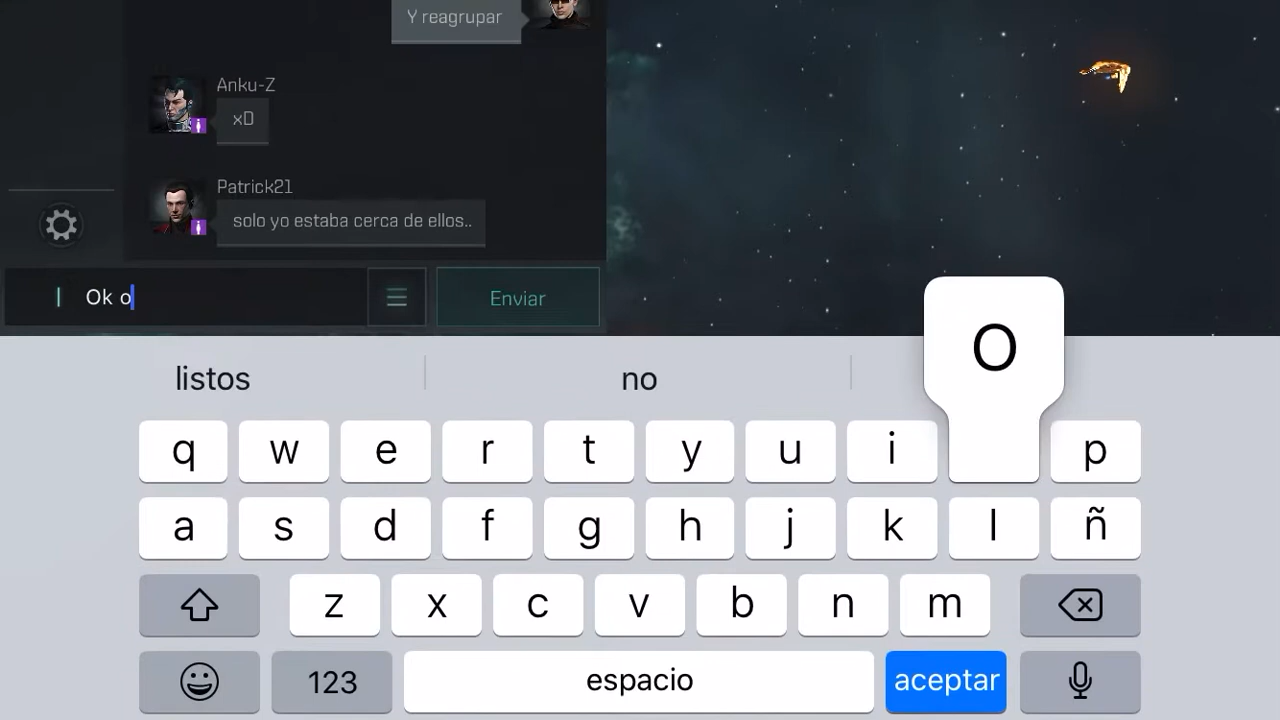 Y reagrupar
Anku-Z
xD
Patrick21
solo yo estaba cerca de ellos..
Ok o
Enviar
listos
no
O
q w e r t y u i p
a s d f g h j k l ñ
z x c v b n m
123
espacio
aceptar